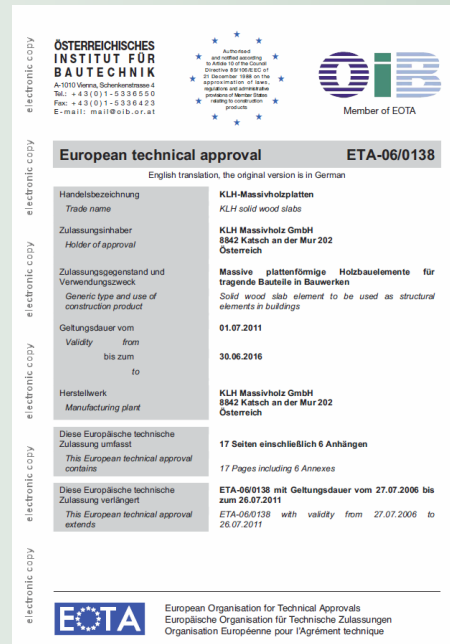 ÖSTERREICHISCHES
INSTITUT FÜR
BAUTECHNIK
A-1010 Vienna, Schenkenstrasse 4
Tel.: +43(0)1-5336550
Fax: +43(0)1-5336423
E-mail: mail@oib.or.at
Authorised
and notified according
to Article 10 of the Council
Directive 89/106/EEC of
21 December 1988 on the
approximation of laws,
regulations and administrative
provisions of Member States
relating to construction
products
OiB
Member of EOTA
European technical approval ETA-06/0138
English translation, the original version is in German
Handelsbezeichnung KLH-Massivholzplatten
Trade name KLH solid wood slabs
Zulassungsinhaber KLH Massivholz GmbH
Holder of approval 8842 Katsch an der Mur 202
Österreich
Zulassungsgegenstand und Massive plattenförmige Holzbauelemente für
Verwendungszweck tragende Bauteile in Bauwerken
Generic type and use of Solid wood slab element to be used as structural
construction product elements in buildings
Geltungsdauer vom 01.07.2011
Validity from
bis zum 30.06.2016
to
Herstellwerk KLH Massivholz GmbH
Manufacturing plant 8842 Katsch an der Mur 202
Österreich
Diese Europäische technische
Zulassung umfasst 17 Seiten einschließlich 6 Anhängen
This European technical approval
contains 17 Pages including 6 Annexes
Diese Europäische technische ETA-06/0138 mit Geltungsdauer vom 27.07.2006 bis
Zulassung verlängert zum 26.07.2011
This European technical approval ETA-06/0138 with validity from 27.07.2006 to
extends 26.07.2011
EOTA
European Organisation for Technical Approvals
Europäische Organisation für Technische Zulassungen
Organisation Européenne pour l'Agrément technique
electronic copy
electronic copy
electronic copy
electronic copy
electronic copy
electronic copy